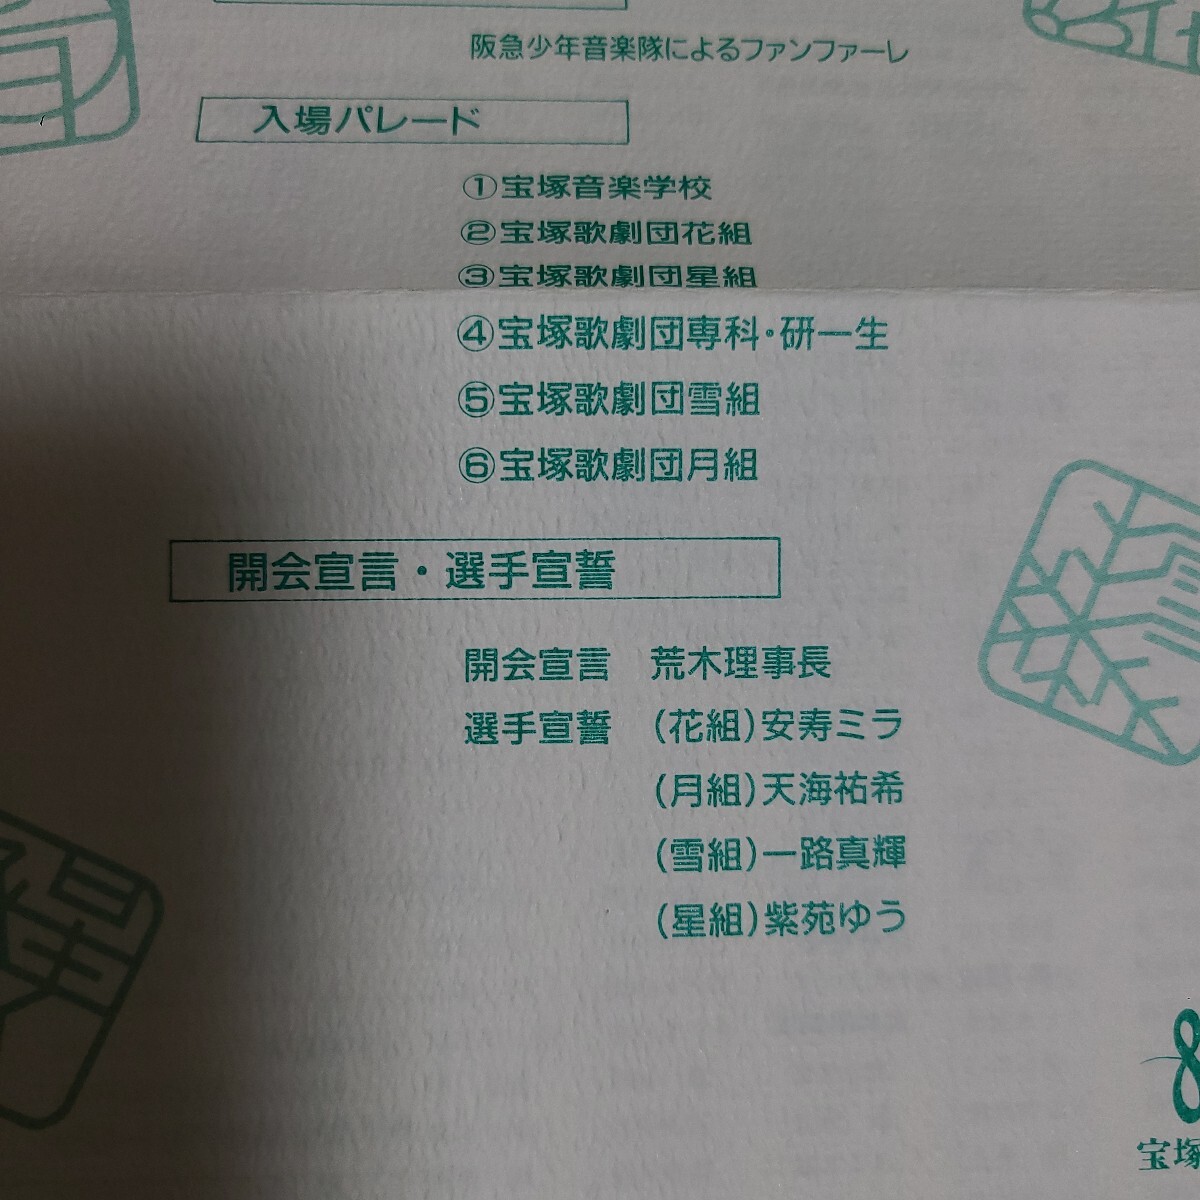 阪急少年音楽隊によるファンファーレ
入場パレード
①宝塚音楽学校
②宝塚歌劇団花組
③宝塚歌劇団星組
④宝塚歌劇団専科・研一生
⑤宝塚歌劇団雪組
⑥宝塚歌劇団月組
開会宣言・選手宣誓
開会宣言 荒木理事長
選手宣誓 (花組)安寿ミラ
(月組)天海祐希
(雪組)一路真輝
(星組)紫苑ゆう
8
宝塚